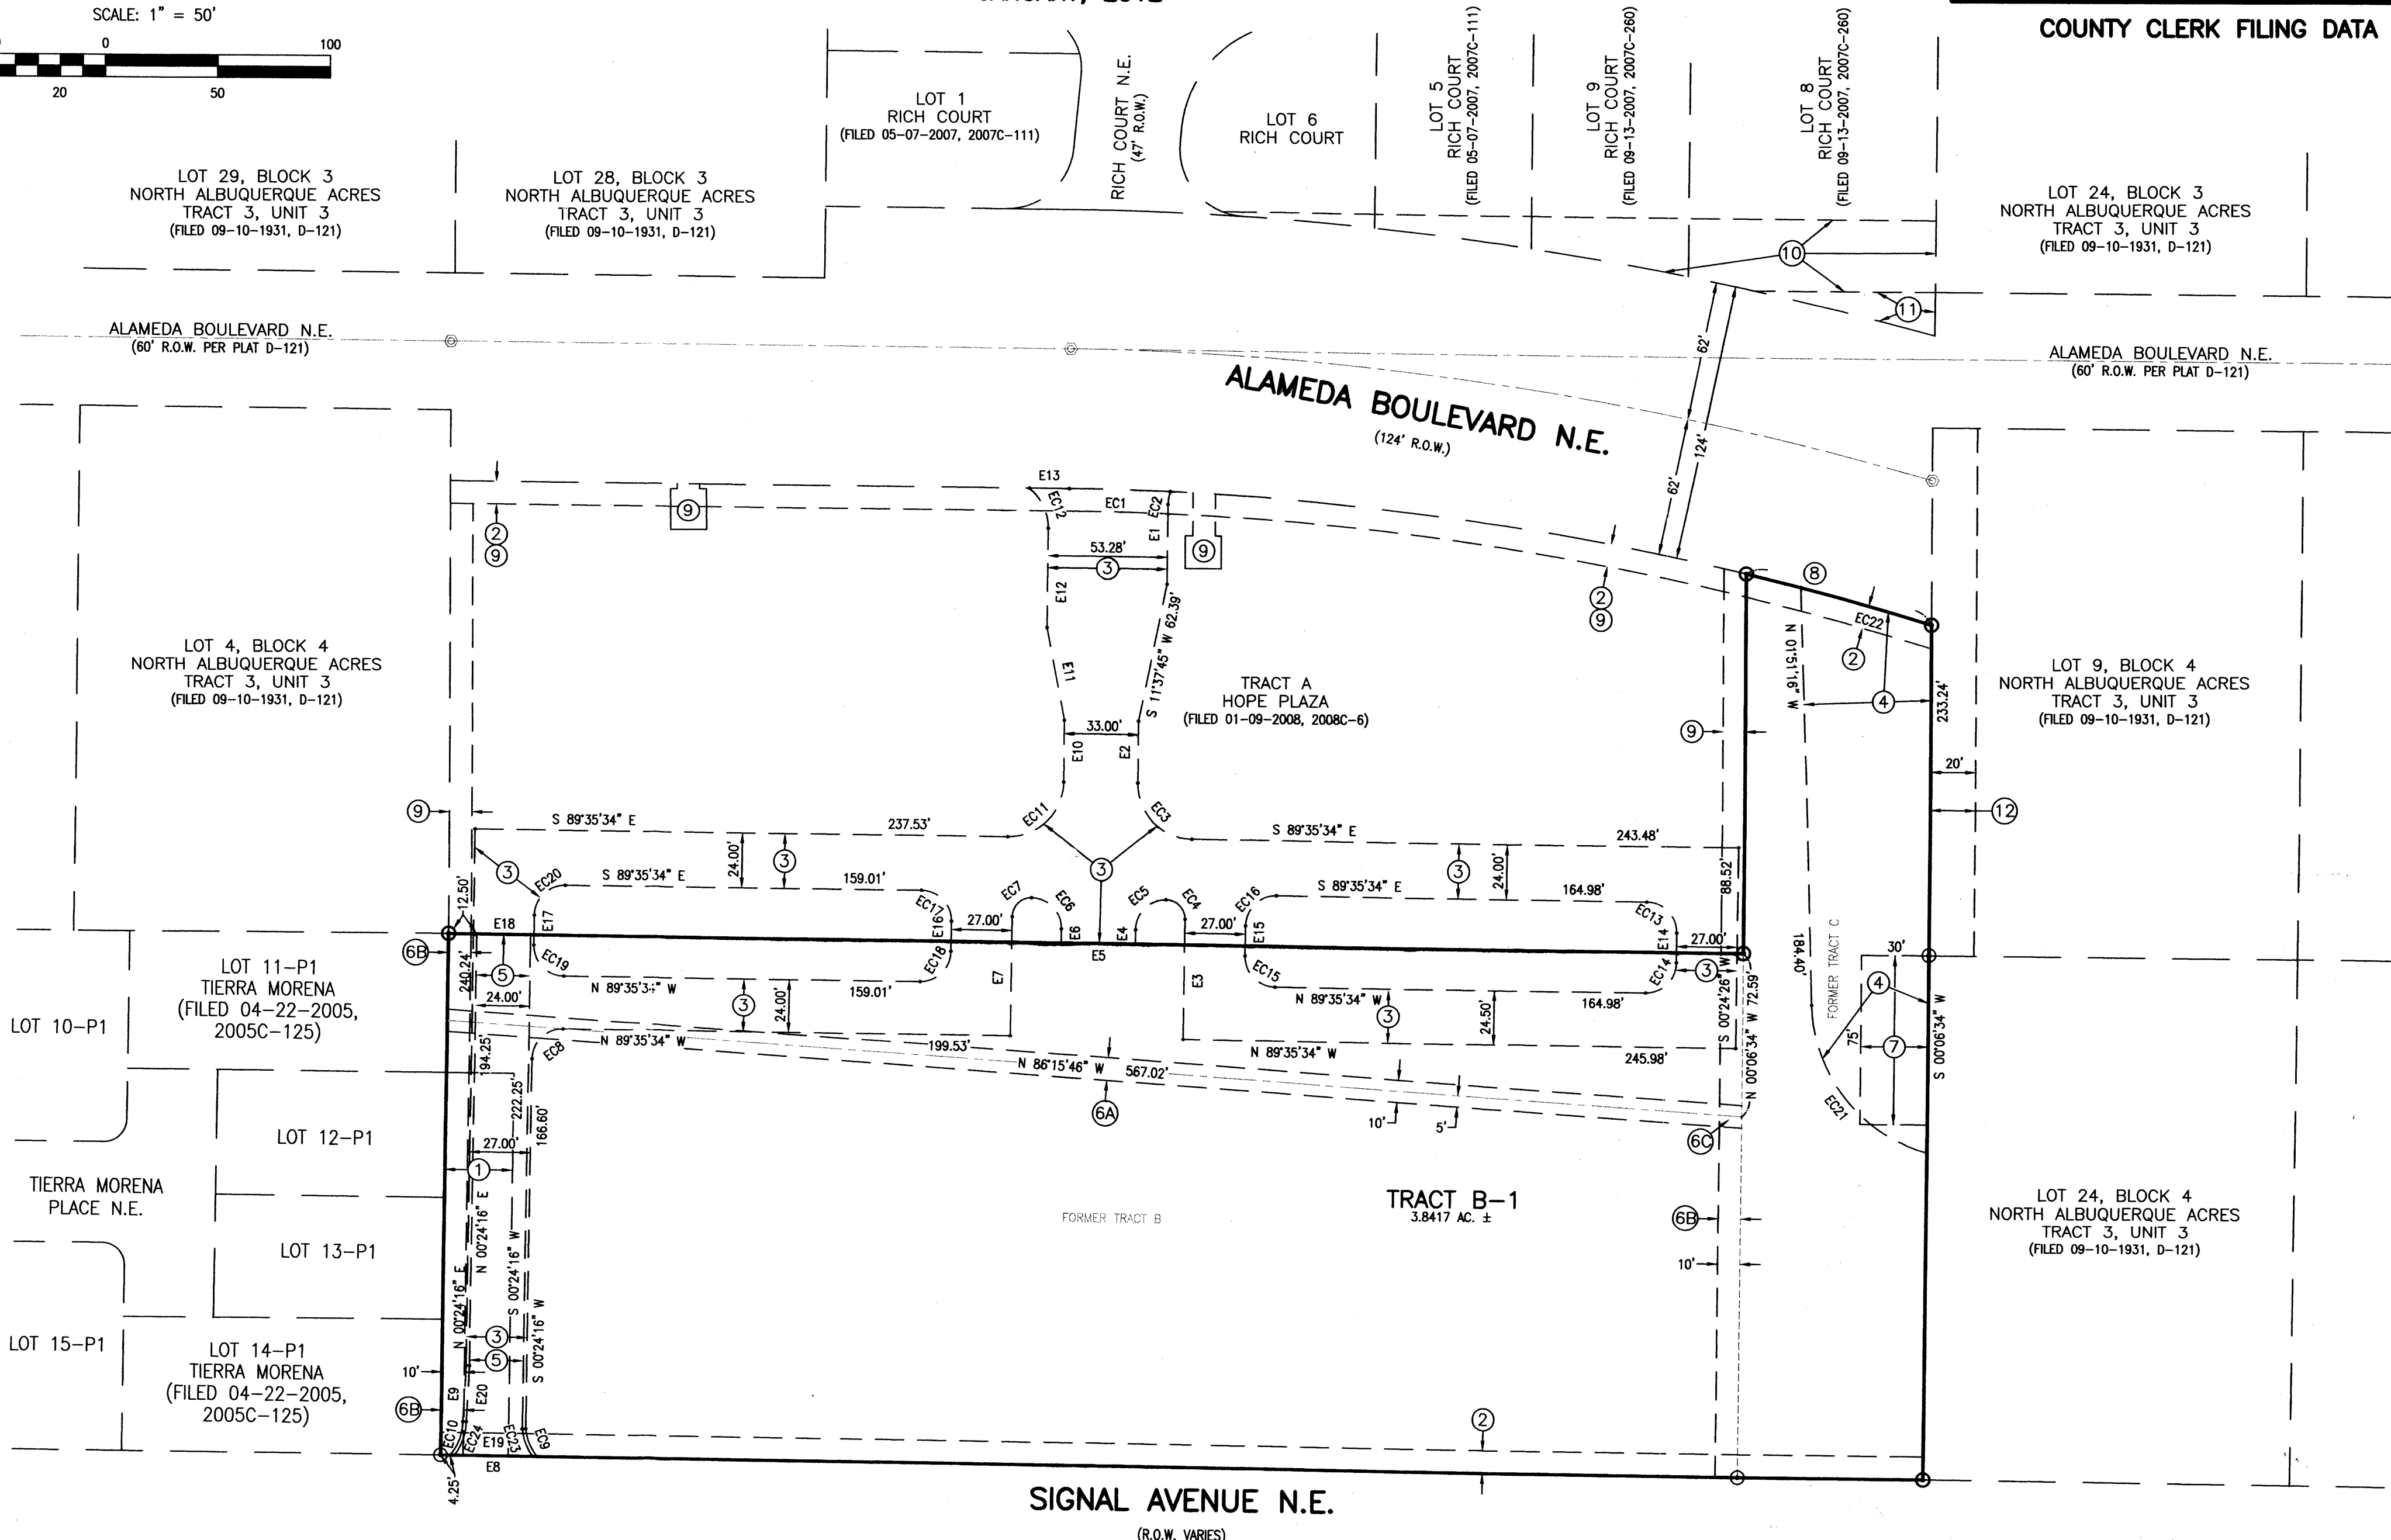 SCALE: 1" = 50'
0
100
20
50
COUNTY CLERK FILING DATA
LOT 29, BLOCK 3
NORTH ALBUQUERQUE ACRES
TRACT 3, UNIT 3
(FILED 09-10-1931, D-121)
LOT 28, BLOCK 3
NORTH ALBUQUERQUE ACRES
TRACT 3, UNIT 3
(FILED 09-10-1931, D-121)
LOT 1
RICH COURT
(FILED 05-07-2007, 2007C-111)
RICH COURT N.E.
(47' R.O.W.)
LOT 6
RICH COURT
LOT 5
RICH COURT
(FILED 05-07-2007, 2007C-111)
LOT 9
RICH COURT
(FILED 09-13-2007, 2007C-260)
LOT 8
RICH COURT
(FILED 09-13-2007, 2007C-260)
LOT 24, BLOCK 3
NORTH ALBUQUERQUE ACRES
TRACT 3, UNIT 3
(FILED 09-10-1931, D-121)
10
11
ALAMEDA BOULEVARD N.E.
(60' R.O.W. PER PLAT D-121)
ALAMEDA BOULEVARD N.E.
(124' R.O.W.)
62'
124'
62'
ALAMEDA BOULEVARD N.E.
(60' R.O.W. PER PLAT D-121)
LOT 4, BLOCK 4
NORTH ALBUQUERQUE ACRES
TRACT 3, UNIT 3
(FILED 09-10-1931, D-121)
2
9
9
E13
EC12
EC1
EC2
E1
53.28'
3
9
E12
E11
S 11°37'45" W 62.39'
33.00'
E10
E2
EC11
EC3
TRACT A
HOPE PLAZA
(FILED 01-09-2008, 2008C-6)
2
9
8
EC22
2
N 01°51'16" W
4
9
233.24'
20'
12
LOT 9, BLOCK 4
NORTH ALBUQUERQUE ACRES
TRACT 3, UNIT 3
(FILED 09-10-1931, D-121)
9
S 89°35'34" E
237.53'
S 89°35'34" E
243.48'
3
24.00'
3
3
3
24.00'
88.52'
12.50'
EC20
S 89°35'34" E
159.01'
EC7
EC6
EC5
EC4
EC16
S 89°35'34" E
164.98'
E18
E17
EC17
E16
27.00'
E6
E4
27.00'
E15
EC13
E14
27.00'
E5
6B
240.24'
5
EC19
EC18
E7
E3
EC15
EC14
3
24.00'
N 89°35'34" W
159.01'
3
24.00'
N 89°35'34" W
164.98'
3
24.50'
S 00°24'26" W
N 00°06'34" W 72.59'
184.40'
FORMER TRACT C
30'
4
75'
7
EC21
S 00°06'34" W
LOT 11-P1
TIERRA MORENA
(FILED 04-22-2005,
2005C-125)
LOT 10-P1
194.25'
EC8
N 89°35'34" W
199.53'
N 86°15'46" W
567.02'
N 89°35'34" W
245.98'
6A
10'
5'
6C
222.25'
166.60'
27.00'
1
LOT 12-P1
TIERRA MORENA
PLACE N.E.
LOT 13-P1
N 00°24'16" E
N 00°24'16" E
S 00°24'16" W
S 00°24'16" W
FORMER TRACT B
TRACT B-1
3.8417 AC. ±
6B
10'
LOT 24, BLOCK 4
NORTH ALBUQUERQUE ACRES
TRACT 3, UNIT 3
(FILED 09-10-1931, D-121)
LOT 15-P1
LOT 14-P1
TIERRA MORENA
(FILED 04-22-2005,
2005C-125)
3
5
10'
6B
E9
E20
EC10
EC24
E19
EC23
EC9
E8
4.25'
2
SIGNAL AVENUE N.E.
(R.O.W. VARIES)